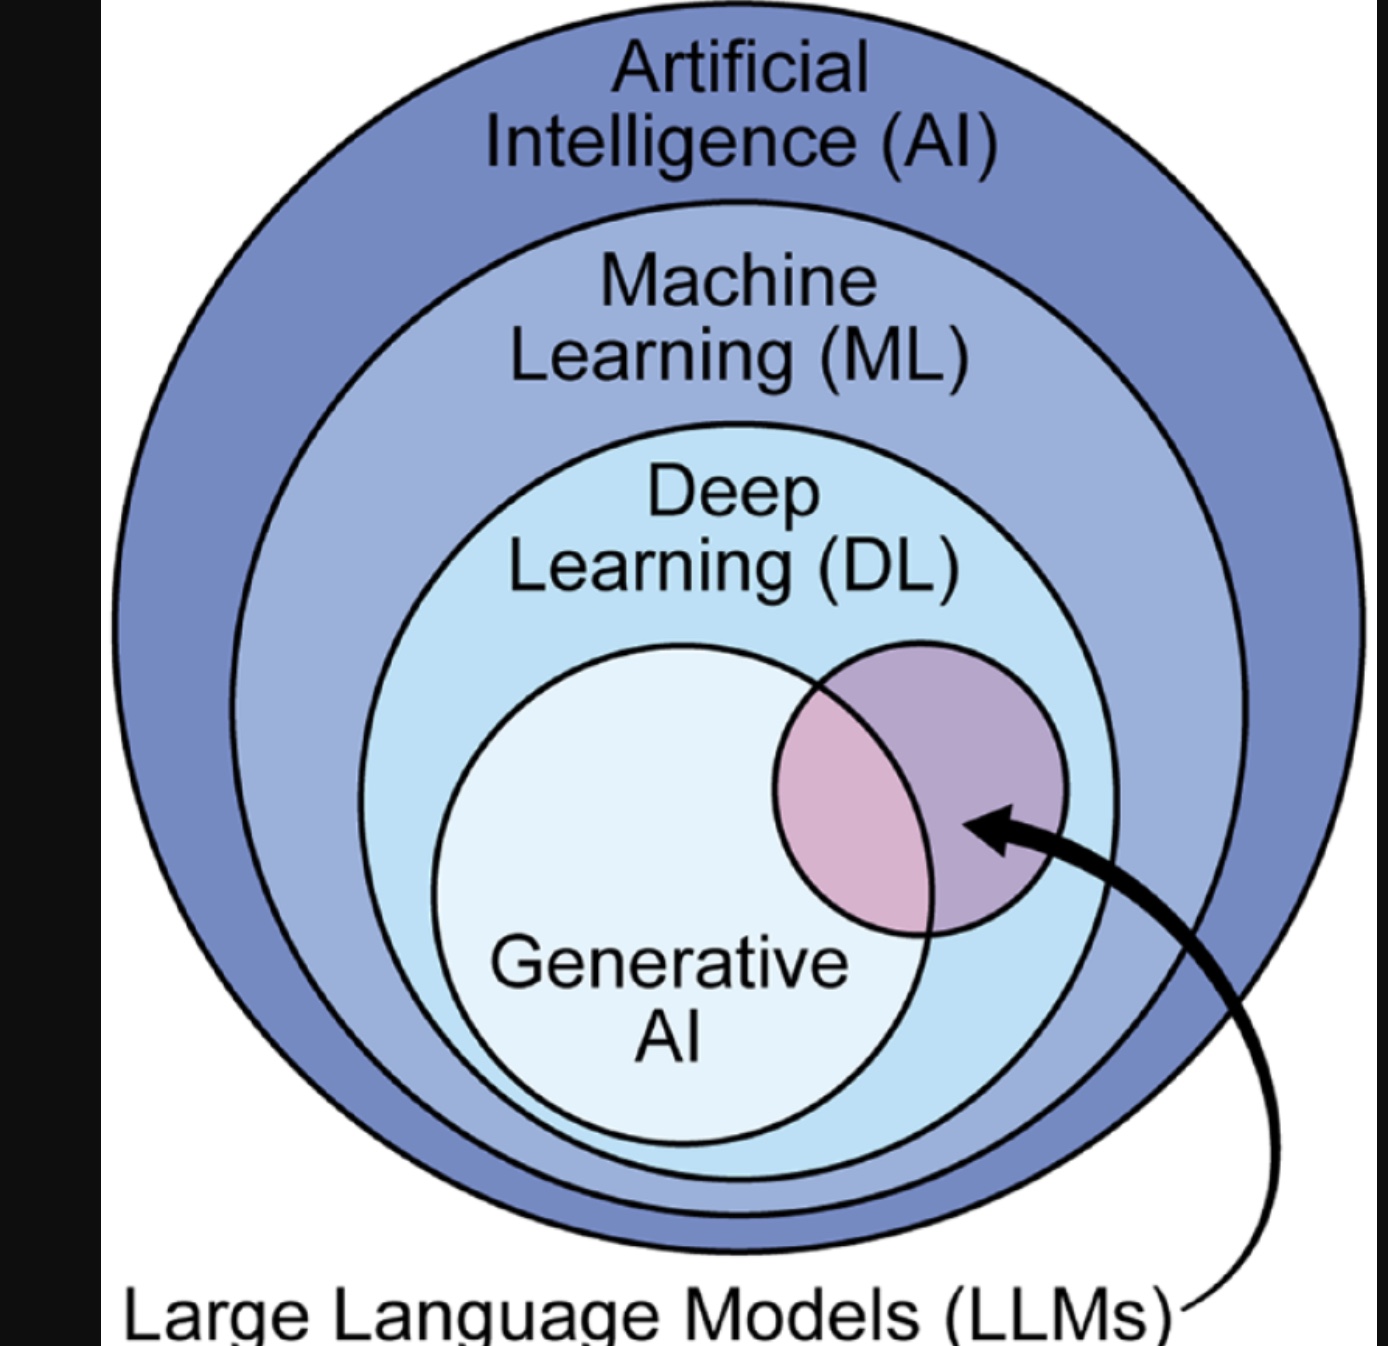 Artificial
Intelligence (AI)
Machine
Learning (ML)
Deep
Learning (DL)
Generative
AI
Large Language Models (LLMs)